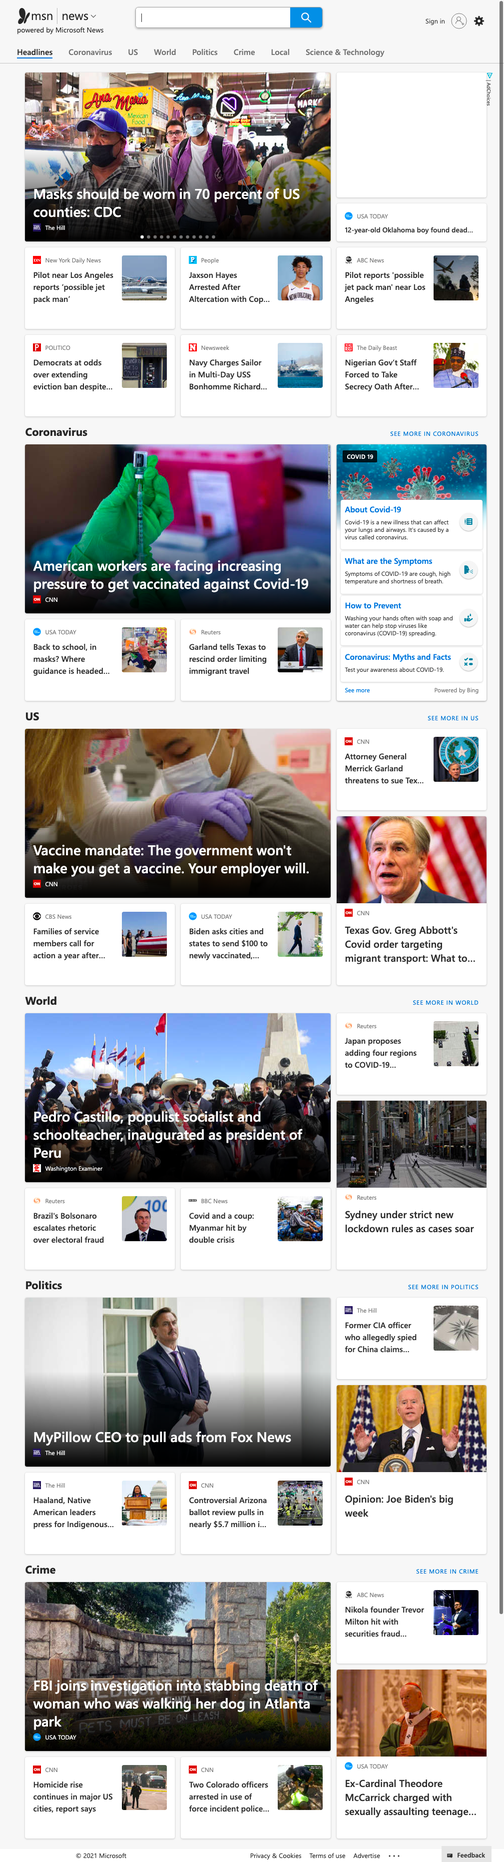 msn news
powered by Microsoft News
Sign in
Headlines Coronavirus US World Politics Crime Local Science & Technology
Ana Maria
Mexican
Food
MARKE
Masks should be worn in 70 percent of US
counties: CDC
The Hill
AdChoices
USA TODAY
12-year-old Oklahoma boy found dead...
New York Daily News
Pilot near Los Angeles
reports 'possible jet
pack man'
People
Jaxson Hayes
Arrested After
Altercation with Cop...
ABC News
Pilot reports 'possible
jet pack man' near Los
Angeles
POLITICO
Democrats at odds
over extending
eviction ban despite...
Newsweek
Navy Charges Sailor
in Multi-Day USS
Bonhomme Richard...
The Daily Beast
Nigerian Gov't Staff
Forced to Take
Secrecy Oath After...
Coronavirus
SEE MORE IN CORONAVIRUS
American workers are facing increasing
pressure to get vaccinated against Covid-19
CNN
COVID 19
About Covid-19
Covid-19 is a new illness that can affect
your lungs and airways. It's caused by a
virus called coronavirus.
What are the Symptoms
Symptoms of COVID-19 are cough, high
temperature and shortness of breath.
How to Prevent
Washing your hands often with soap and
water can help stop viruses like
coronavirus (COVID-19) spreading.
Coronavirus: Myths and Facts
Test your awareness about COVID-19.
See more
Powered by Bing
USA TODAY
Back to school, in
masks? Where
guidance is headed...
Reuters
Garland tells Texas to
rescind order limiting
immigrant travel
US
SEE MORE IN US
Vaccine mandate: The government won't
make you get a vaccine. Your employer will.
CNN
CNN
Attorney General
Merrick Garland
threatens to sue Tex...
CNN
Texas Gov. Greg Abbott's
Covid order targeting
migrant transport: What to...
CBS News
Families of service
members call for
action a year after...
USA TODAY
Biden asks cities and
states to send $100 to
newly vaccinated,...
World
SEE MORE IN WORLD
Pedro Castillo, populist socialist and
schoolteacher, inaugurated as president of
Peru
Washington Examiner
Reuters
Japan proposes
adding four regions
to COVID-19...
Reuters
Sydney under strict new
lockdown rules as cases soar
Reuters
Brazil's Bolsonaro
escalates rhetoric
over electoral fraud
BBC News
Covid and a coup:
Myanmar hit by
double crisis
Politics
SEE MORE IN POLITICS
MyPillow CEO to pull ads from Fox News
The Hill
The Hill
Former CIA officer
who allegedly spied
for China claims...
CNN
Opinion: Joe Biden's big
week
The Hill
Haaland, Native
American leaders
press for Indigenous...
CNN
Controversial Arizona
ballot review pulls in
nearly $5.7 million i...
Crime
SEE MORE IN CRIME
PETS MUST BE ON LEASH
FBI joins investigation into stabbing death of
woman who was walking her dog in Atlanta
park
USA TODAY
ABC News
Nikola founder Trevor
Milton hit with
securities fraud...
USA TODAY
Ex-Cardinal Theodore
McCarrick charged with
sexually assaulting teenage...
CNN
Homicide rise
continues in major US
cities, report says
CNN
Two Colorado officers
arrested in use of
force incident police...
© 2021 Microsoft
Privacy & Cookies Terms of use Advertise
Feedback